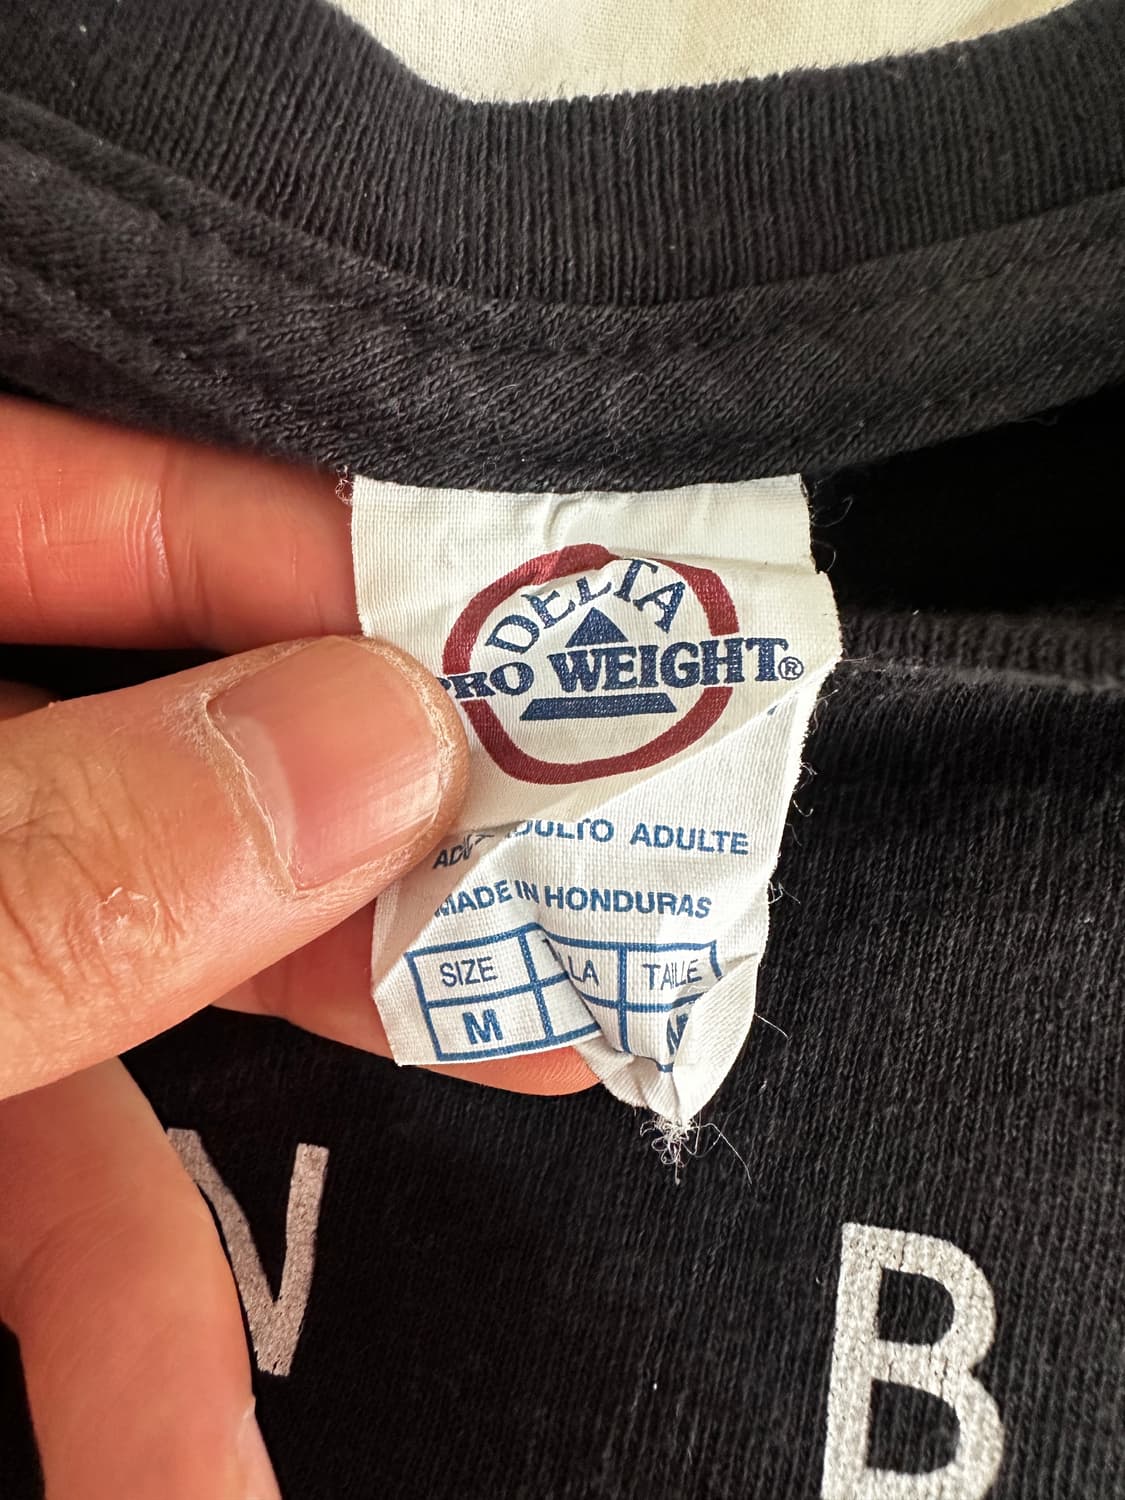 DELTA
PRO WEIGHT®
ADULTO ADULTE
MADE IN HONDURAS
SIZE TAILLE
M M
N B